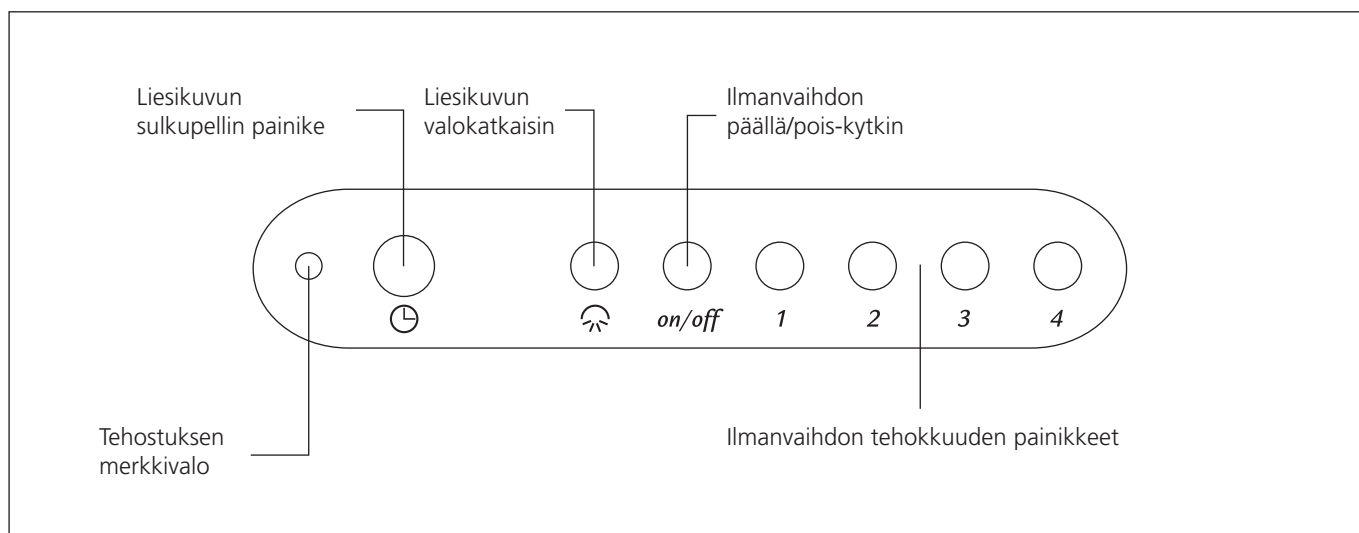 Liesikuvun
sulkupellin painike
Liesikuvun
valokatkaisin
Ilmanvaihdon
päällä/pois-kytkin
on/off 1 2 3 4
Tehostuksen
merkkivalo
Ilmanvaihdon tehokkuuden painikkeet